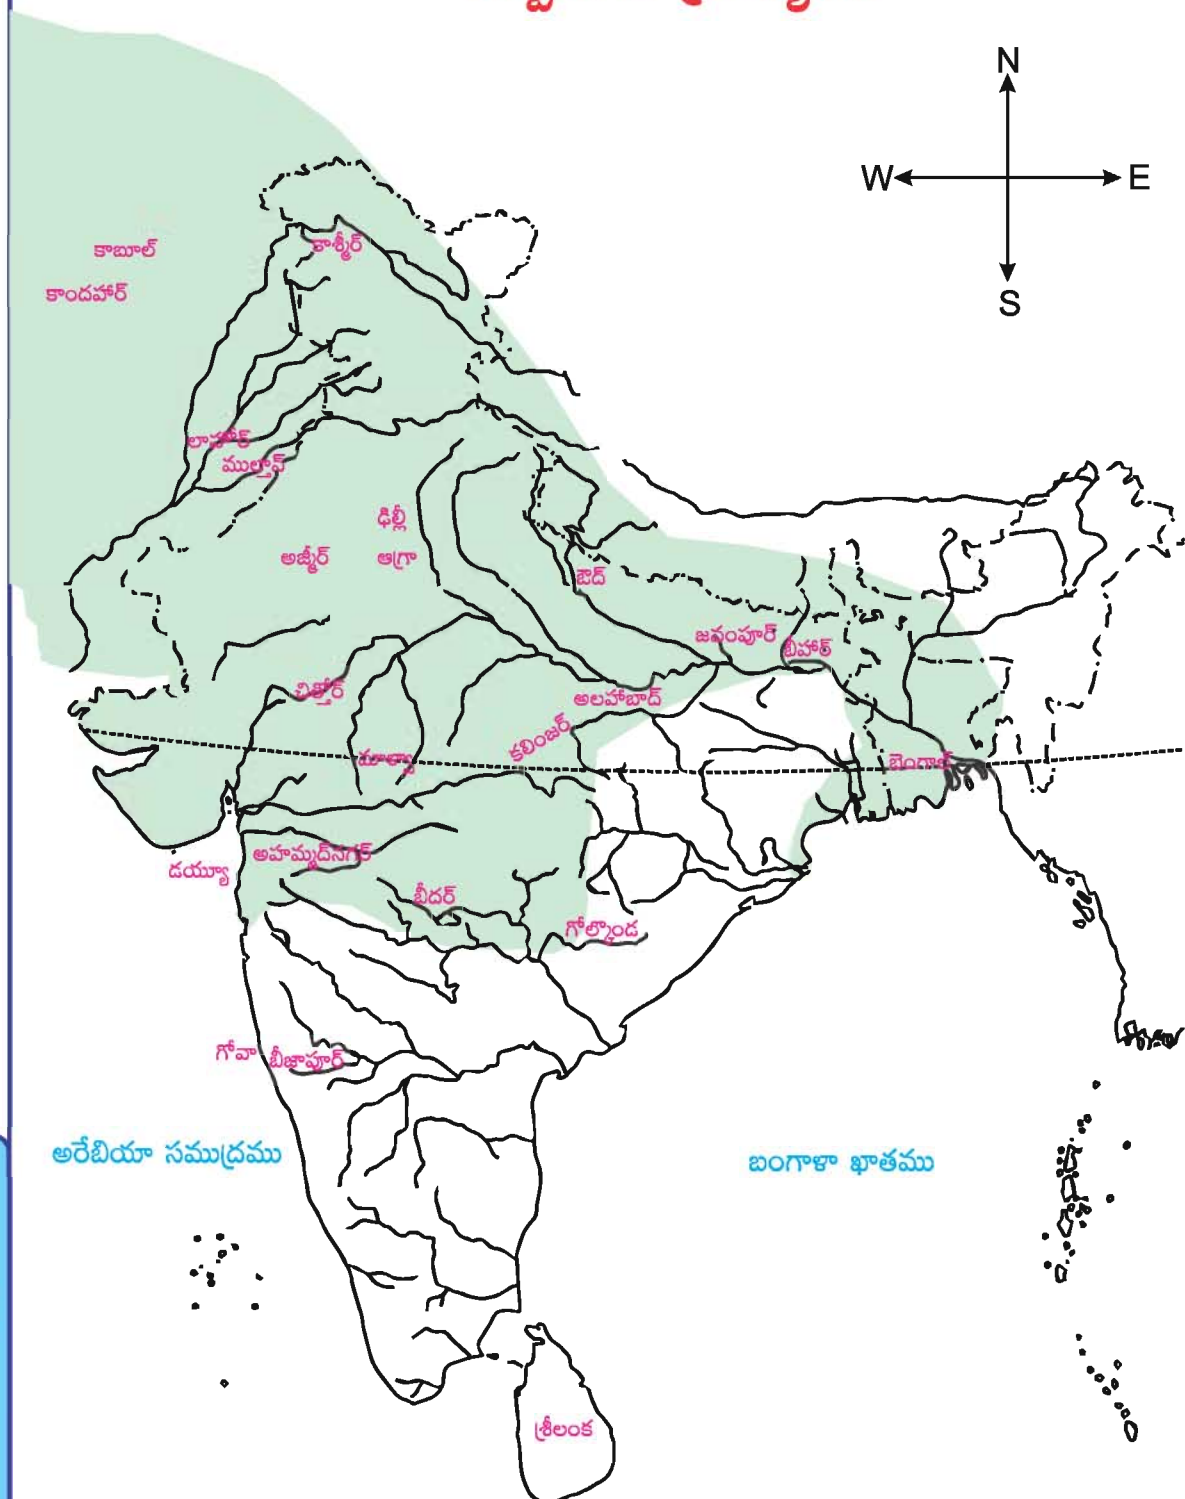 N
W E
S
కాబూల్
కాశ్మీర్
కాందహార్
లాహోర్
ముల్తాన్
ఢిల్లీ
అజ్మీర్
ఆగ్రా
ఔద్
జవంపూర్
బీహార్
చిత్తోర్
అలహాబాద్
కలింజర్
మాల్వా
బెంగాల్
అహమ్మద్‌నగర్
డయ్యూ
బీదర్
గోల్కొండ
గోవా
బీజాపూర్
అరేబియా సముద్రము
బంగాళా ఖాతము
శ్రీలంక